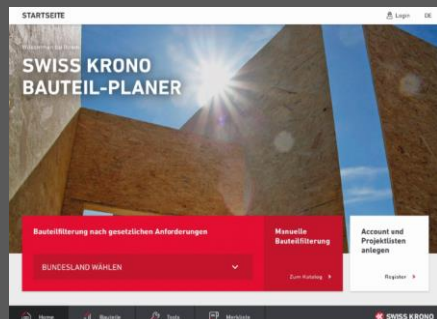 STARTSEITE
Login DE
SWISS KRONO
BAUTEIL-PLANER
Bauteilfilterung nach gesetzlichen Anforderungen
BUNDESLAND WÄHLEN
Manuelle
Bauteilfilterung
Zum Katalog
Account und
Projektlisten
anlegen
Register
Home Bauteile Tools Merkliste SWISS KRONO